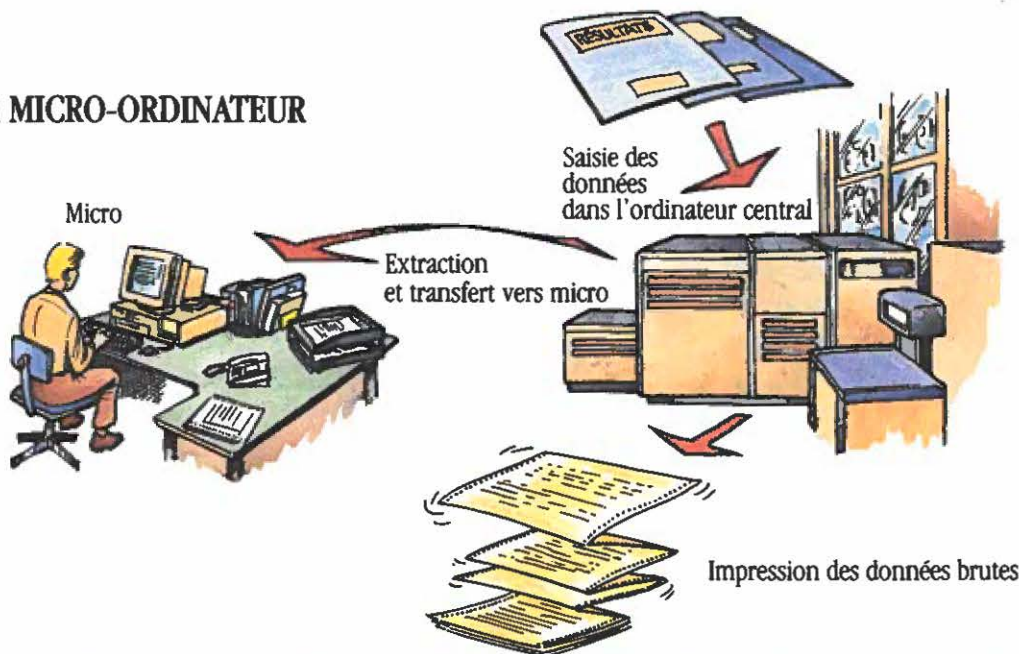 RÉSULTATS
MICRO-ORDINATEUR
Saisie des
données
dans l'ordinateur central
Micro
Extraction
et transfert vers micro
Impression des données brutes